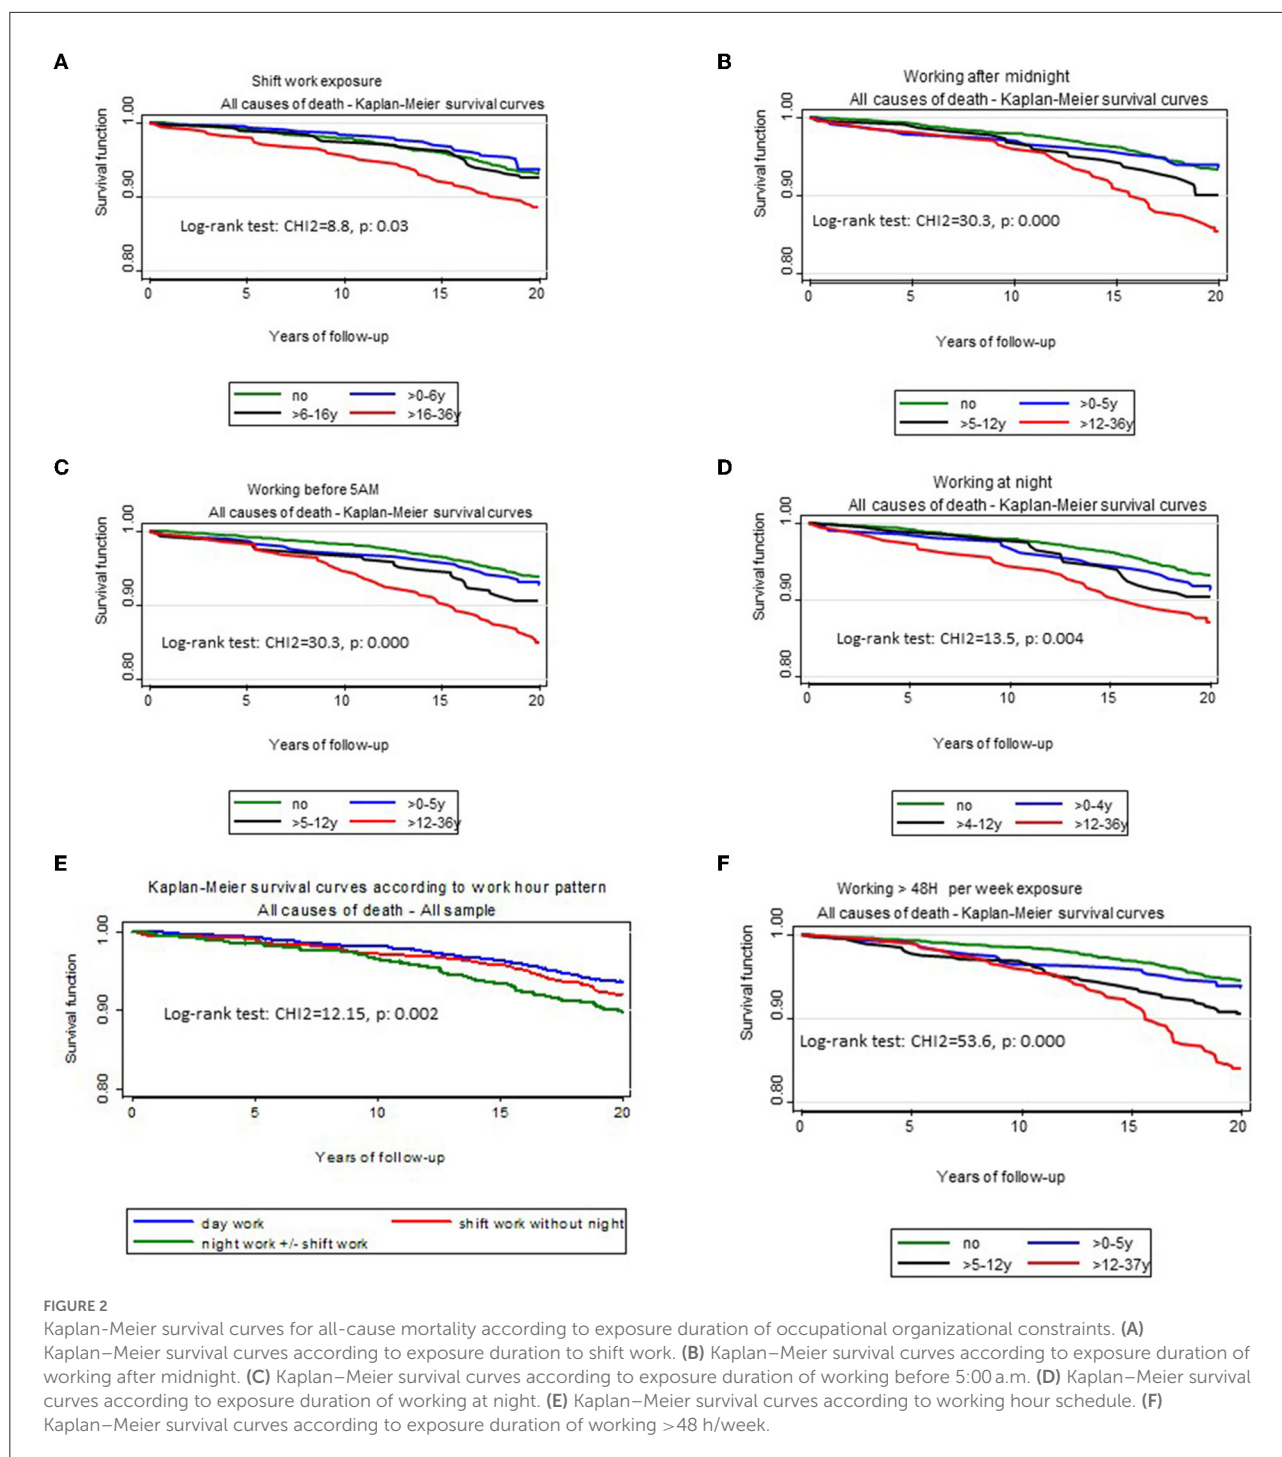 A
Shift work exposure
All causes of death - Kaplan-Meier survival curves
Survival function
1.00
0.90
0.80
Log-rank test: CHI2=8.8, p: 0.03
0 5 10 15 20
Years of follow-up
no >0-6y
>6-16y >16-36y
B
Working after midnight
All causes of death - Kaplan-Meier survival curves
Survival function
1.00
0.90
0.80
Log-rank test: CHI2=30.3, p: 0.000
0 5 10 15 20
Years of follow-up
no >0-5y
>5-12y >12-36y
C
Working before 5AM
All causes of death - Kaplan-Meier survival curves
Survival function
1.00
0.90
0.80
Log-rank test: CHI2=30.3, p: 0.000
0 5 10 15 20
Years of follow-up
no >0-5y
>5-12y >12-36y
D
Working at night
All causes of death - Kaplan-Meier survival curves
Survival function
1.00
0.90
0.80
Log-rank test: CHI2=13.5, p: 0.004
0 5 10 15 20
Years of follow-up
no >0-4y
>4-12y >12-36y
E
Kaplan-Meier survival curves according to work hour pattern
All causes of death - All sample
Survival function
1.00
0.90
0.80
Log-rank test: CHI2=12.15, p: 0.002
0 5 10 15 20
Years of follow-up
day work shift work without night
night work +/- shift work
F
Working > 48H per week exposure
All causes of death - Kaplan-Meier survival curves
Survival function
1.00
0.90
0.80
Log-rank test: CHI2=53.6, p: 0.000
0 5 10 15 20
Years of follow-up
no >0-5y
>5-12y >12-37y
FIGURE 2
Kaplan-Meier survival curves for all-cause mortality according to exposure duration of occupational organizational constraints. (A)
Kaplan–Meier survival curves according to exposure duration to shift work. (B) Kaplan–Meier survival curves according to exposure duration of
working after midnight. (C) Kaplan–Meier survival curves according to exposure duration of working before 5:00 a.m. (D) Kaplan–Meier survival
curves according to exposure duration of working at night. (E) Kaplan–Meier survival curves according to working hour schedule. (F)
Kaplan–Meier survival curves according to exposure duration of working >48 h/week.